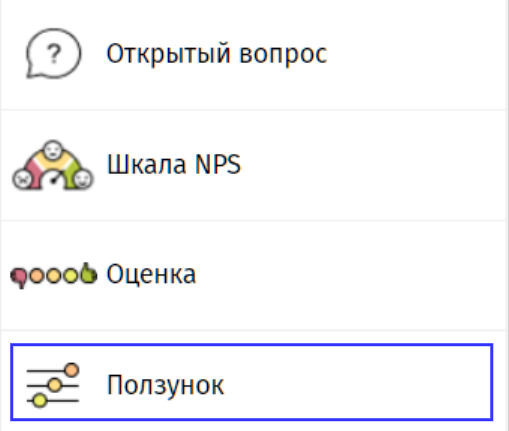 ?
Открытый вопрос
Шкала NPS
Оценка
Ползунок